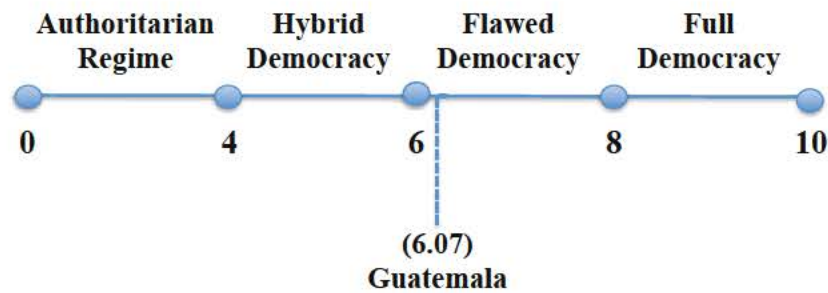 Authoritarian Regime
Hybrid Democracy
Flawed Democracy
Full Democracy
0 4 6 8 10
(6.07)
Guatemala